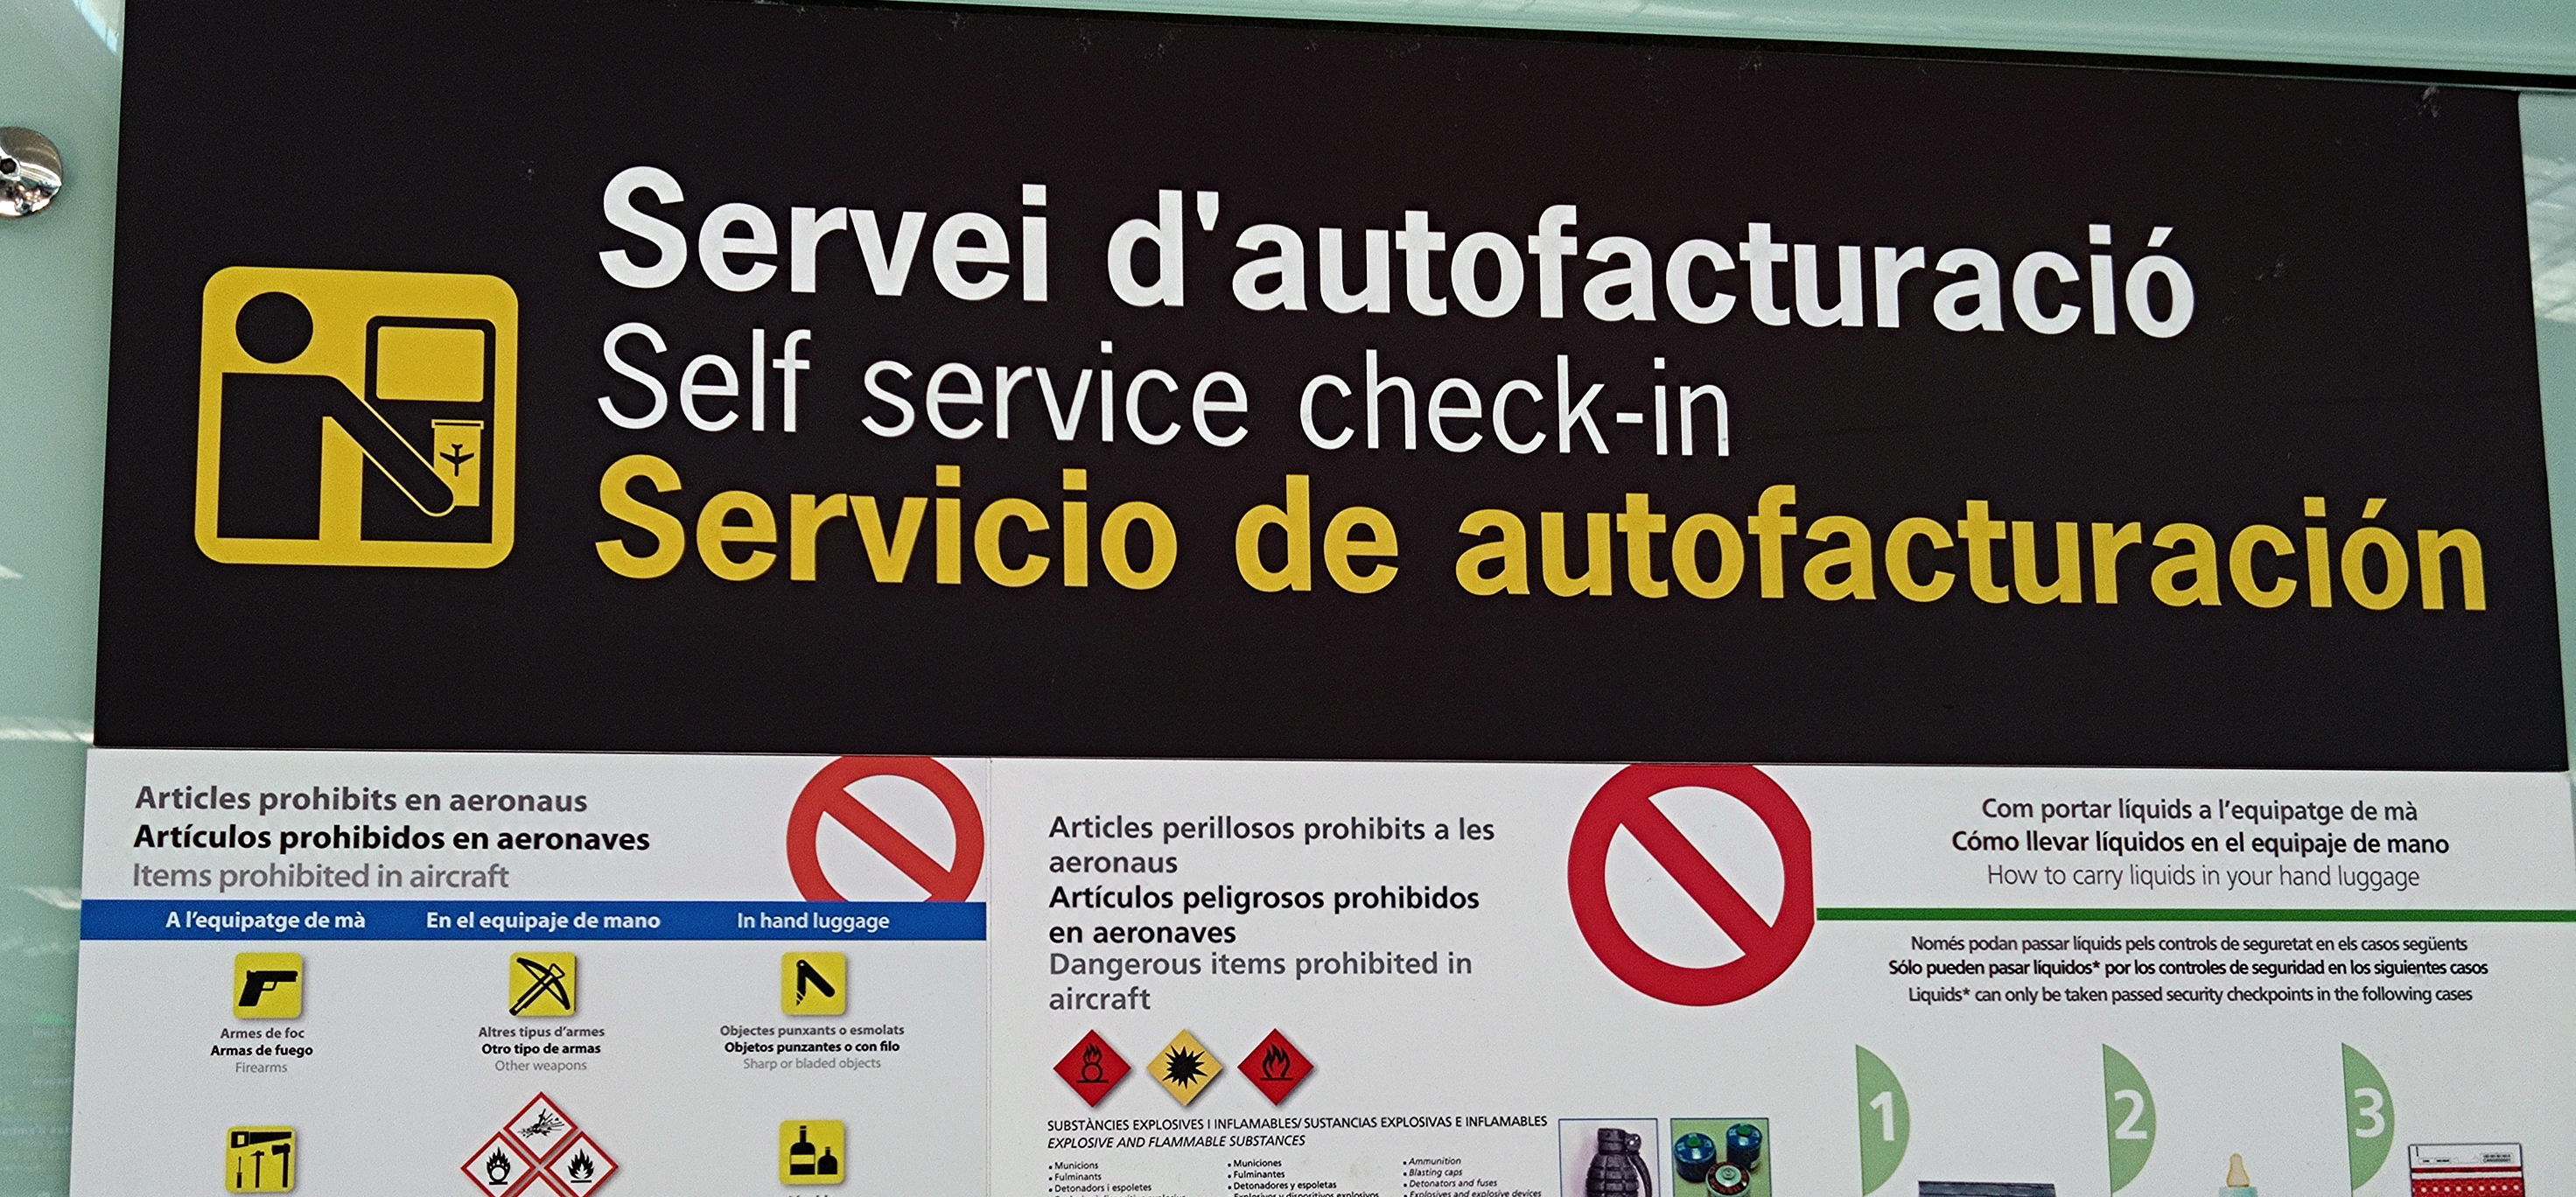 Servei d'autofacturació
Self service check-in
Servicio de autofacturación
Articles prohibits en aeronaus
Artículos prohibidos en aeronaves
Items prohibited in aircraft
A l'equipatge de mà
En el equipaje de mano
In hand luggage
Armes de foc
Armas de fuego
Firearms
Altres tipus d'armes
Otro tipo de armas
Other weapons
Objectes punxants o esmolats
Objetos punzantes o con filo
Sharp or bladed objects
Articles perillosos prohibits a les
aeronaus
Artículos peligrosos prohibidos
en aeronaves
Dangerous items prohibited in
aircraft
SUBSTÀNCIES EXPLOSIVES I INFLAMABLES/ SUSTANCIAS EXPLOSIVAS E INFLAMABLES
EXPLOSIVE AND FLAMMABLE SUBSTANCES
• Municions
• Fulminants
• Detonadors i espoletes
• Municiones
• Fulminantes
• Detonadores y espoletas
• Explosivos y dispositivos explosivos
• Ammunition
• Blasting caps
• Detonators and fuses
• Explosives and explosive devices
Com portar líquids a l'equipatge de mà
Cómo llevar líquidos en el equipaje de mano
How to carry liquids in your hand luggage
Només podan passar líquids pels controls de seguretat en els casos següents
Sólo pueden pasar líquidos* por los controles de seguridad en los siguientes casos
Liquids* can only be taken passed security checkpoints in the following cases
1
2
3